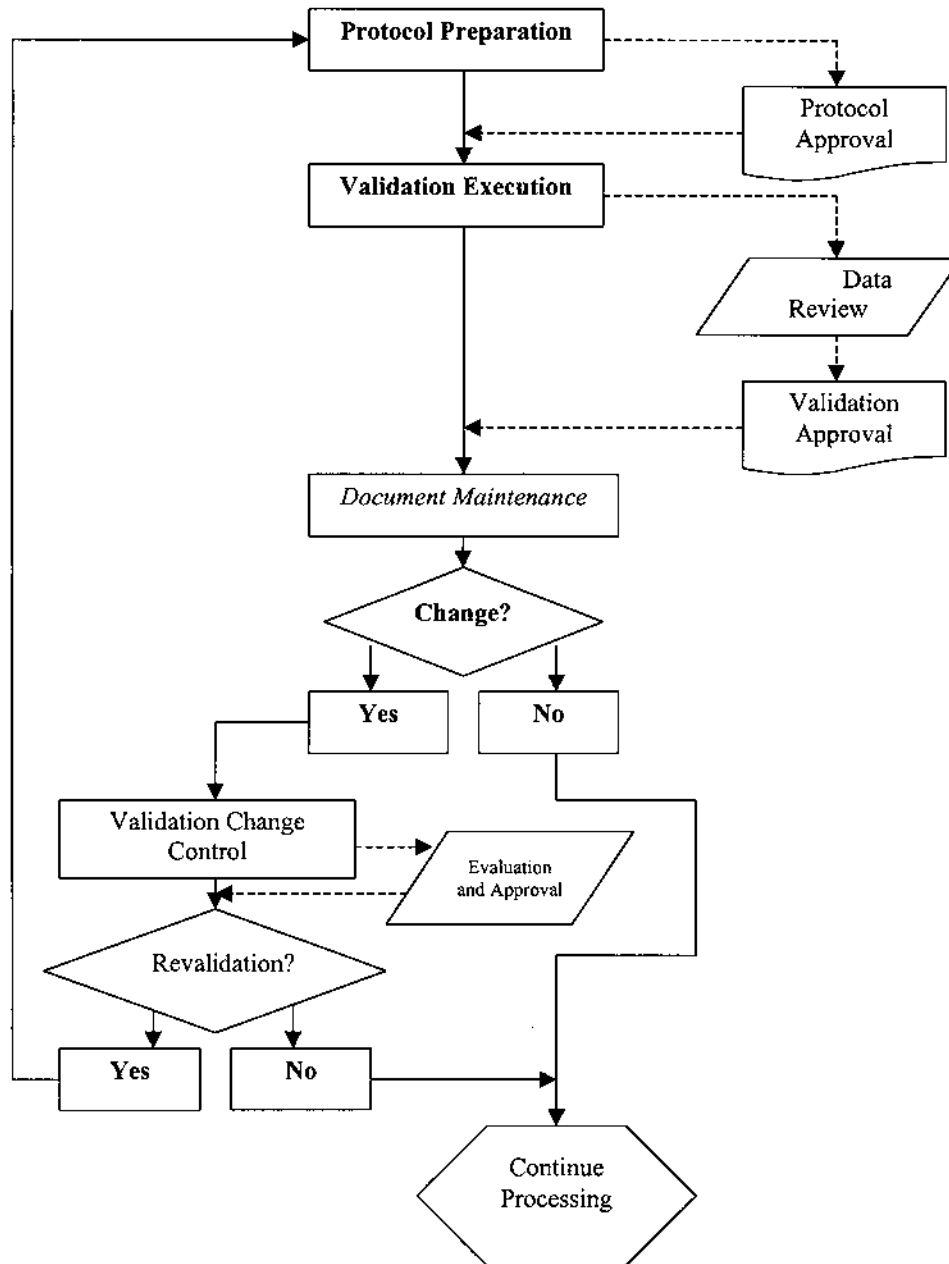 Protocol Preparation
Protocol
Approval
Validation Execution
Data
Review
Validation
Approval
Document Maintenance
Change?
Yes
No
Validation Change
Control
Evaluation
and Approval
Revalidation?
Yes
No
Continue
Processing